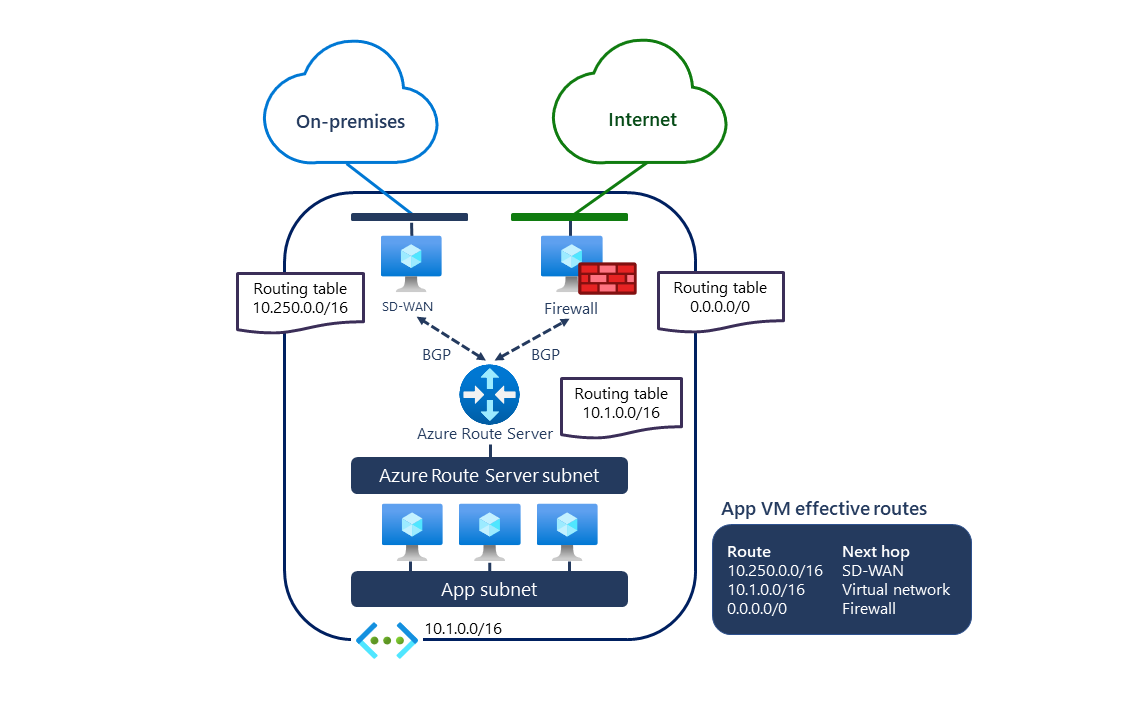 On-premises
Internet
Routing table
10.250.0.0/16
SD-WAN
Firewall
Routing table
0.0.0.0/0
BGP
BGP
Routing table
10.1.0.0/16
Azure Route Server
Azure Route Server subnet
App subnet
10.1.0.0/16
App VM effective routes
Route Next hop
10.250.0.0/16 SD-WAN
10.1.0.0/16 Virtual network
0.0.0.0/0 Firewall